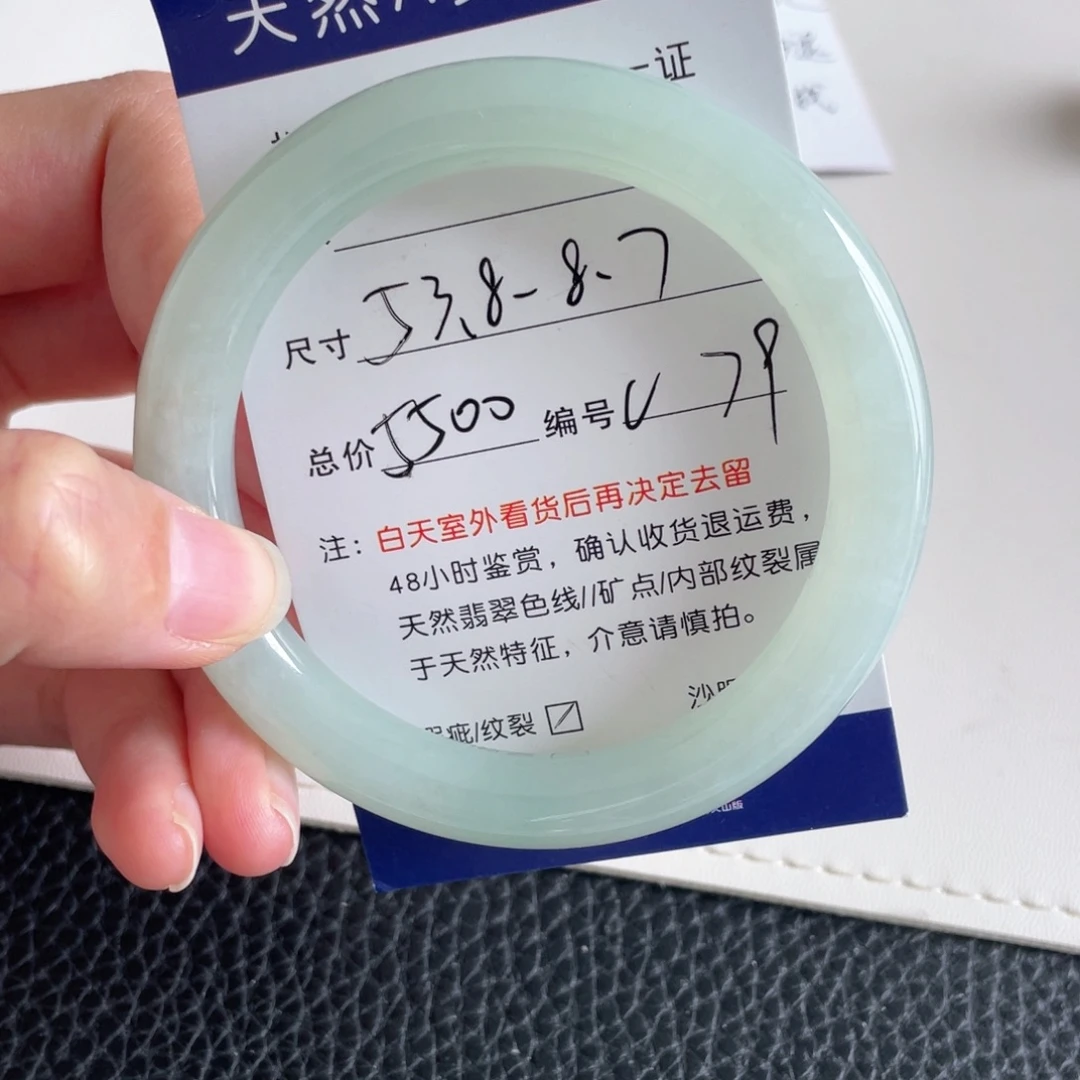 天然
一证
尺寸 53.8-8.7
总价 5500 编号
注：白天室外看货后再决定去留
48小时鉴赏，确认收货退运费，
天然翡翠色线//矿点/内部纹裂属
于天然特征，介意请慎拍。
疵/纹裂